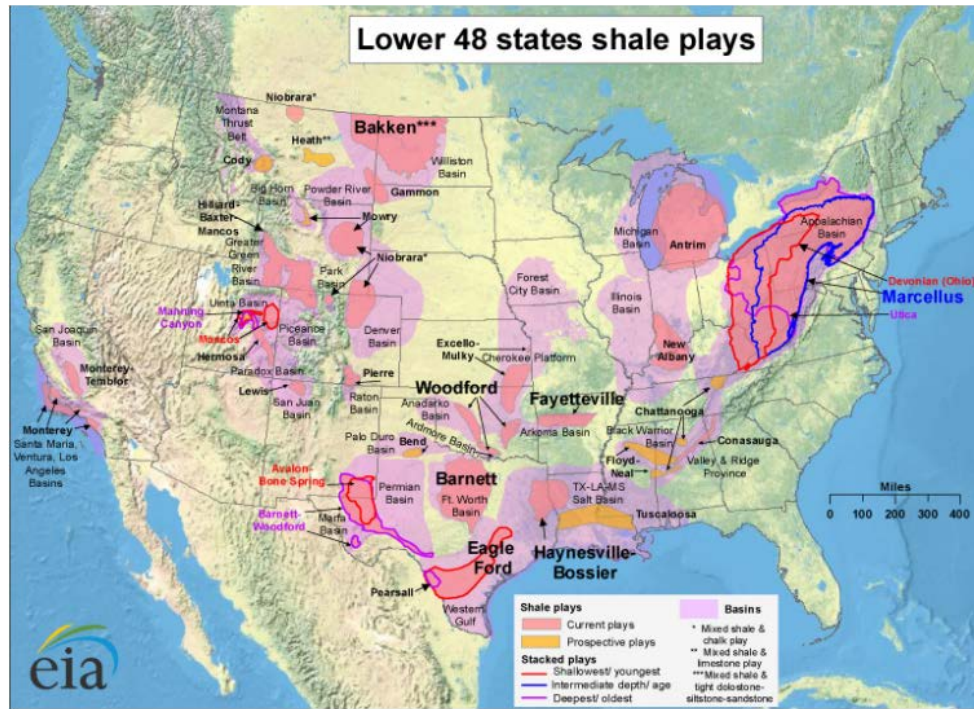 Lower 48 states shale plays
Niobrara*
Montana
Thrust
Belt
Bakken***
Heath**
Cody
Williston
Basin
Big Horn
Basin
Powder River
Basin
Gammon
Hilliard-
Baxter-
Mancos
Mowry
Greater
Green
River
Basin
Niobrara*
Park
Basin
Michigan
Basin
Antrim
Appalachian
Basin
Devonian (Ohio)
Marcellus
Utica
Forest
City Basin
Illinois
Basin
Uinta Basin
Manning
Canyon
Mancos
Piceance
Basin
Denver
Basin
San Joaquin
Basin
Hermosa
Paradox Basin
Excello-
Mulky
Cherokee Platform
New
Albany
Monterey-
Temblor
Lewis
San Juan
Basin
Pierre
Raton
Basin
Woodford
Anadarko
Basin
Fayetteville
Chattanooga
Monterey
Santa Maria,
Ventura, Los
Angeles
Basins
Palo Duro
Basin
Bend
Ardmore Basin
Arkoma Basin
Black Warrior
Basin
Conasauga
Floyd-
Neal
Valley & Ridge
Province
Avalon-
Bone Spring
Permian
Basin
Barnett
Ft. Worth
Basin
TX-LA-MS
Salt Basin
Tuscaloosa
Miles
0 100 200 300 400
Barnett-
Woodford
Marfa
Basin
Eagle
Ford
Haynesville-
Bossier
Pearsall
Western
Gulf
Shale plays
Current plays
Prospective plays
Stacked plays
Shallowest/ youngest
Intermediate depth/ age
Deepest/ oldest
Basins
* Mixed shale &
chalk play
** Mixed shale &
limestone play
***Mixed shale &
tight dolostone-
siltstone-sandstone
eia